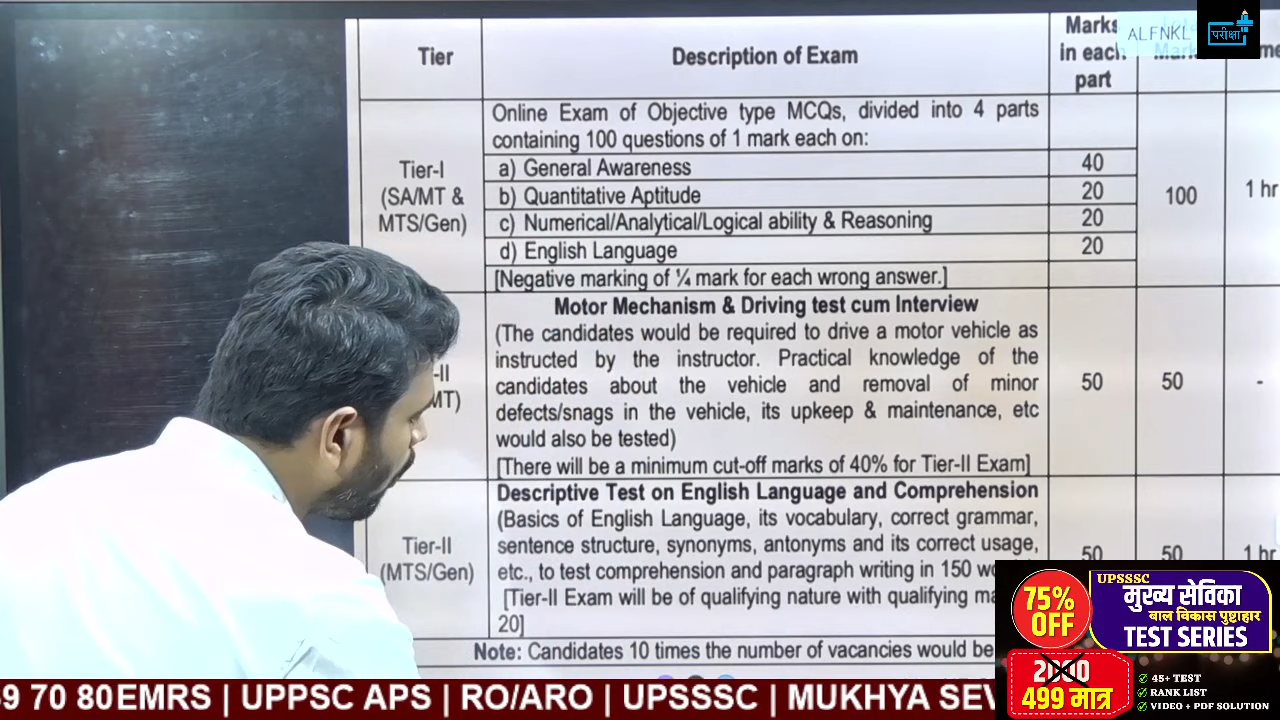 Tier
Description of Exam
Marks
in each
part
ALFNKL
परीक्षा
Online Exam of Objective type MCQs, divided into 4 parts
containing 100 questions of 1 mark each on:
Tier-I
(SA/MT &
MTS/Gen)
a) General Awareness
40
b) Quantitative Aptitude
20
c) Numerical/Analytical/Logical ability & Reasoning
20
d) English Language
20
100
1 hr
[Negative marking of ¼ mark for each wrong answer.]
Motor Mechanism & Driving test cum Interview
(The candidates would be required to drive a motor vehicle as
instructed by the instructor. Practical knowledge of the
candidates about the vehicle and removal of minor
defects/snags in the vehicle, its upkeep & maintenance, etc
would also be tested)
[There will be a minimum cut-off marks of 40% for Tier-II Exam]
-II
MT)
50
50
-
Descriptive Test on English Language and Comprehension
(Basics of English Language, its vocabulary, correct grammar,
sentence structure, synonyms, antonyms and its correct usage,
etc., to test comprehension and paragraph writing in 150
[Tier-II Exam will be of qualifying nature with qualifying
20]
Tier-II
(MTS/Gen)
50
50
1 hr
Note: Candidates 10 times the number of vacancies would be
75%
OFF
UPSSSC
मुख्य सेविका
बाल विकास पुष्टाहार
TEST SERIES
499 मात्र
45+ TEST
RANK LIST
VIDEO + PDF SOLUTION
9 70 80 EMRS | UPPSC APS | RO/ARO | UPSSSC | MUKHYA SEV